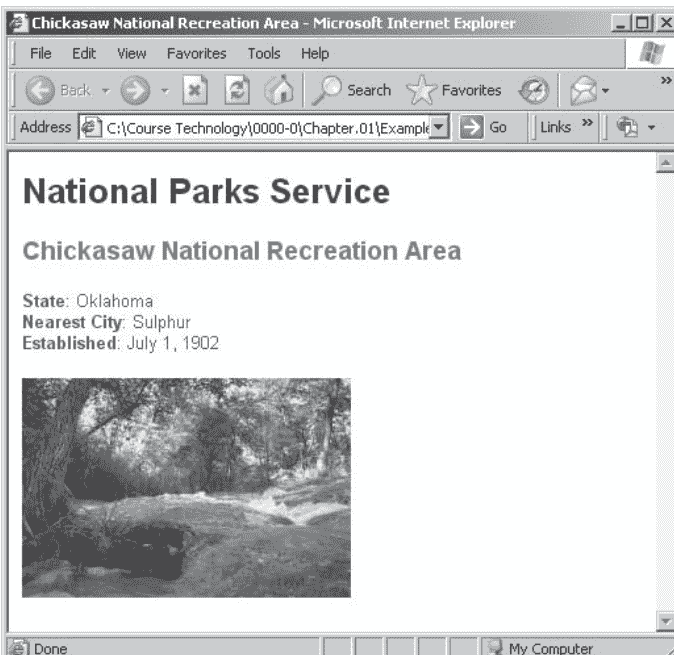 Chickasaw National Recreation Area - Microsoft Internet Explorer
File Edit View Favorites Tools Help
Back Search Favorites »
Address C:\Course Technology\0000-0\Chapter.01\Example Go Links »
National Parks Service
Chickasaw National Recreation Area
State: Oklahoma
Nearest City: Sulphur
Established: July 1, 1902
Done My Computer